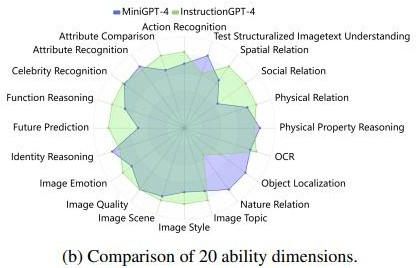 MiniGPT-4 InstructionGPT-4
Action Recognition
Attribute Comparison Test Structuralized Imagetext Understanding
Attribute Recognition Spatial Relation
Celebrity Recognition Social Relation
Function Reasoning Physical Relation
Future Prediction Physical Property Reasoning
Identity Reasoning OCR
Image Emotion Object Localization
Image Quality Nature Relation
Image Scene Image Topic
Image Style
(b) Comparison of 20 ability dimensions.